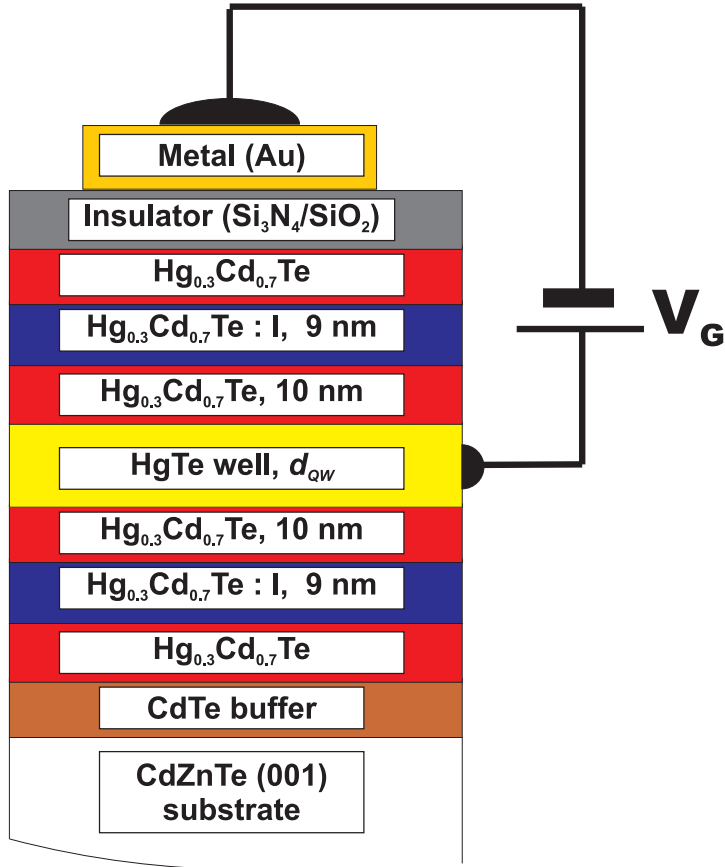 Metal (Au)
Insulator (Si₃N₄/SiO₂)
Hg₀.₃Cd₀.₇Te
Hg₀.₃Cd₀.₇Te : I, 9 nm
Hg₀.₃Cd₀.₇Te, 10 nm
HgTe well, d_QW
Hg₀.₃Cd₀.₇Te, 10 nm
Hg₀.₃Cd₀.₇Te : I, 9 nm
Hg₀.₃Cd₀.₇Te
CdTe buffer
CdZnTe (001)
substrate
V_G